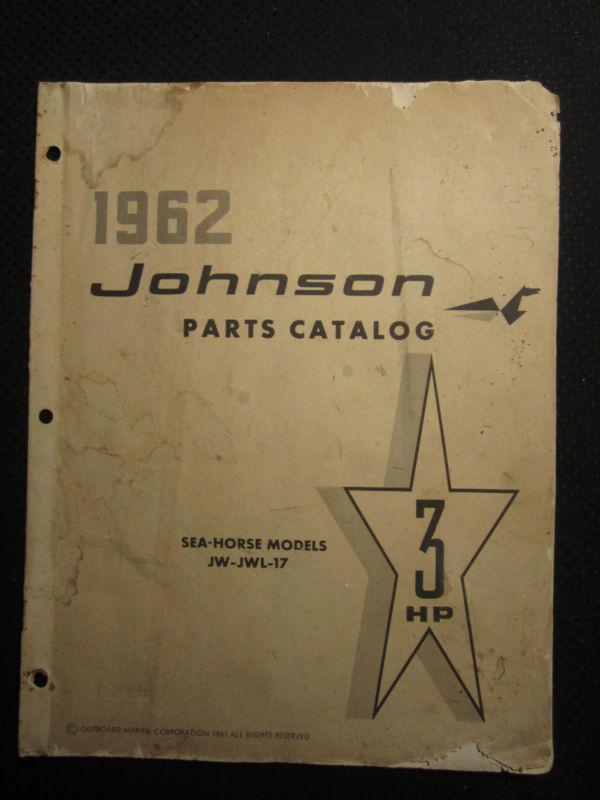 1962
Johnson
PARTS CATALOG
SEA-HORSE MODELS
JW-JWL-17
3
HP
© OUTBOARD MARINE CORPORATION 1961 ALL RIGHTS RESERVED